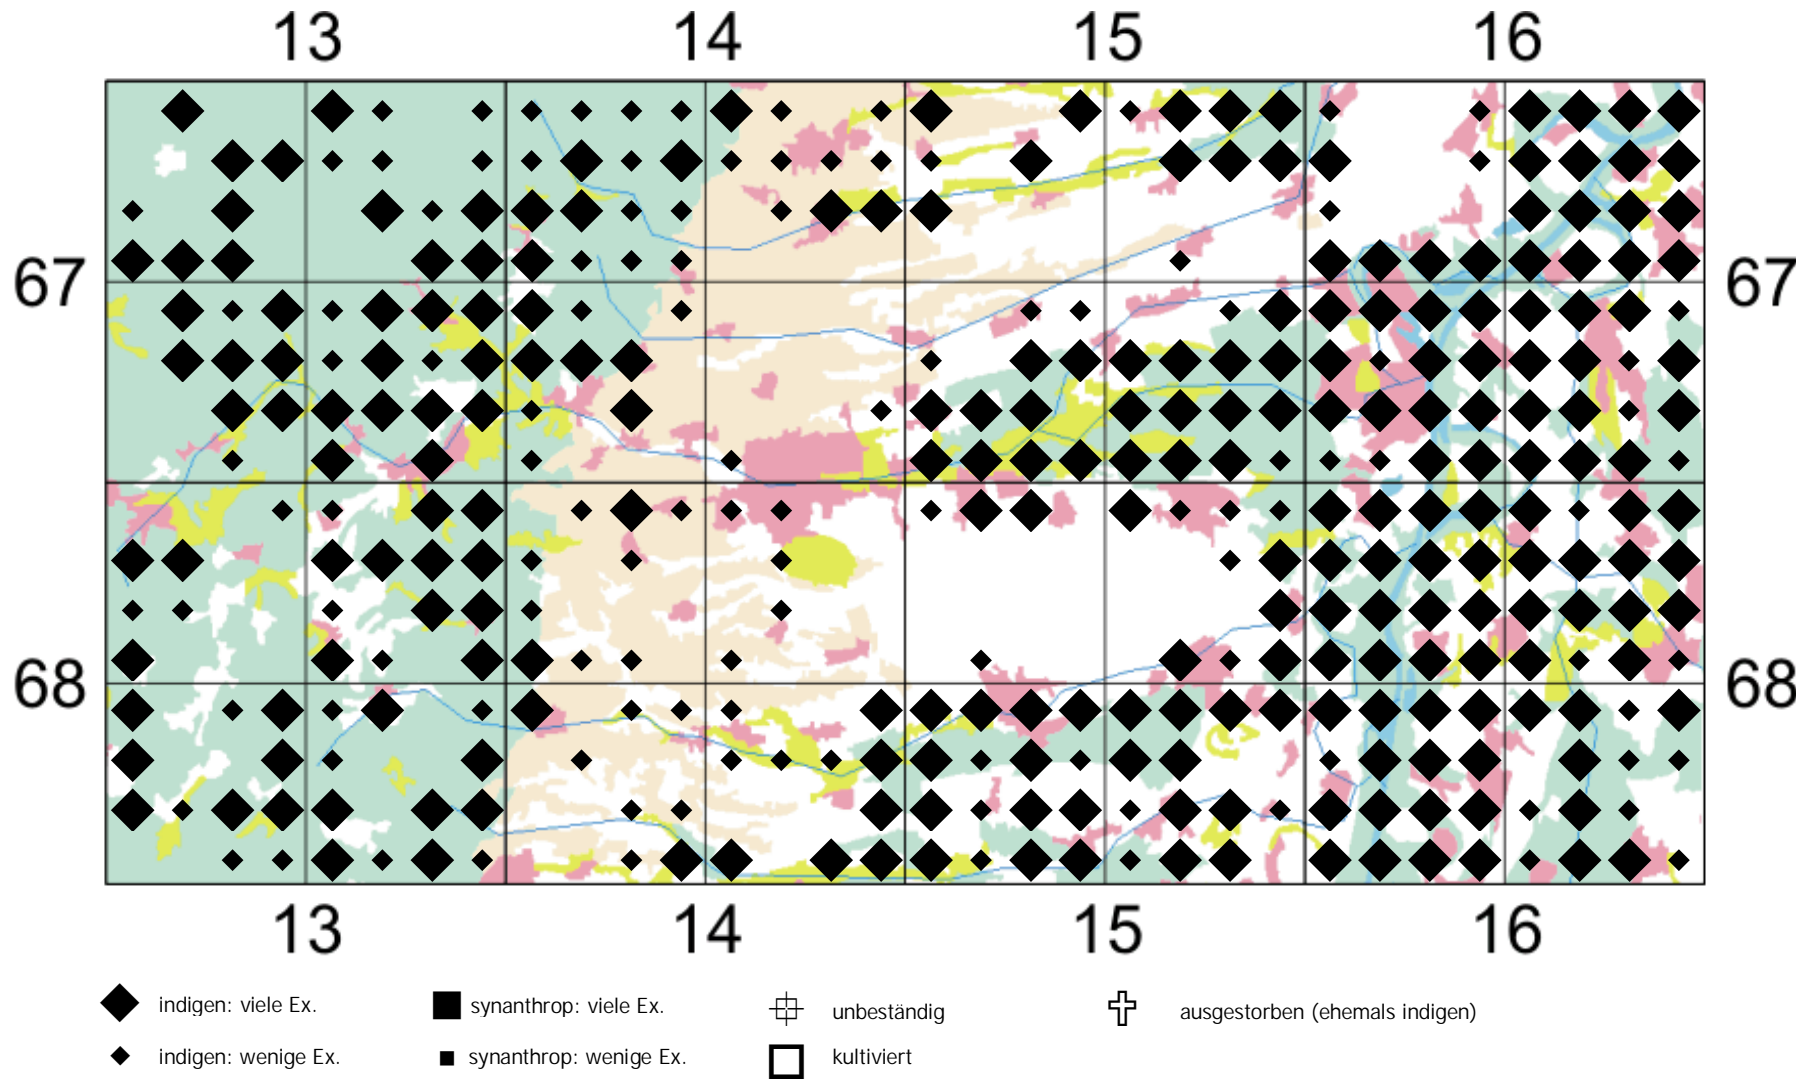 13 14 15 16
67 67
68 68
13 14 15 16
indigen: viele Ex. synanthrop: viele Ex. unbeständig ausgestorben (ehemals indigen)
indigen: wenige Ex. synanthrop: wenige Ex. kultiviert